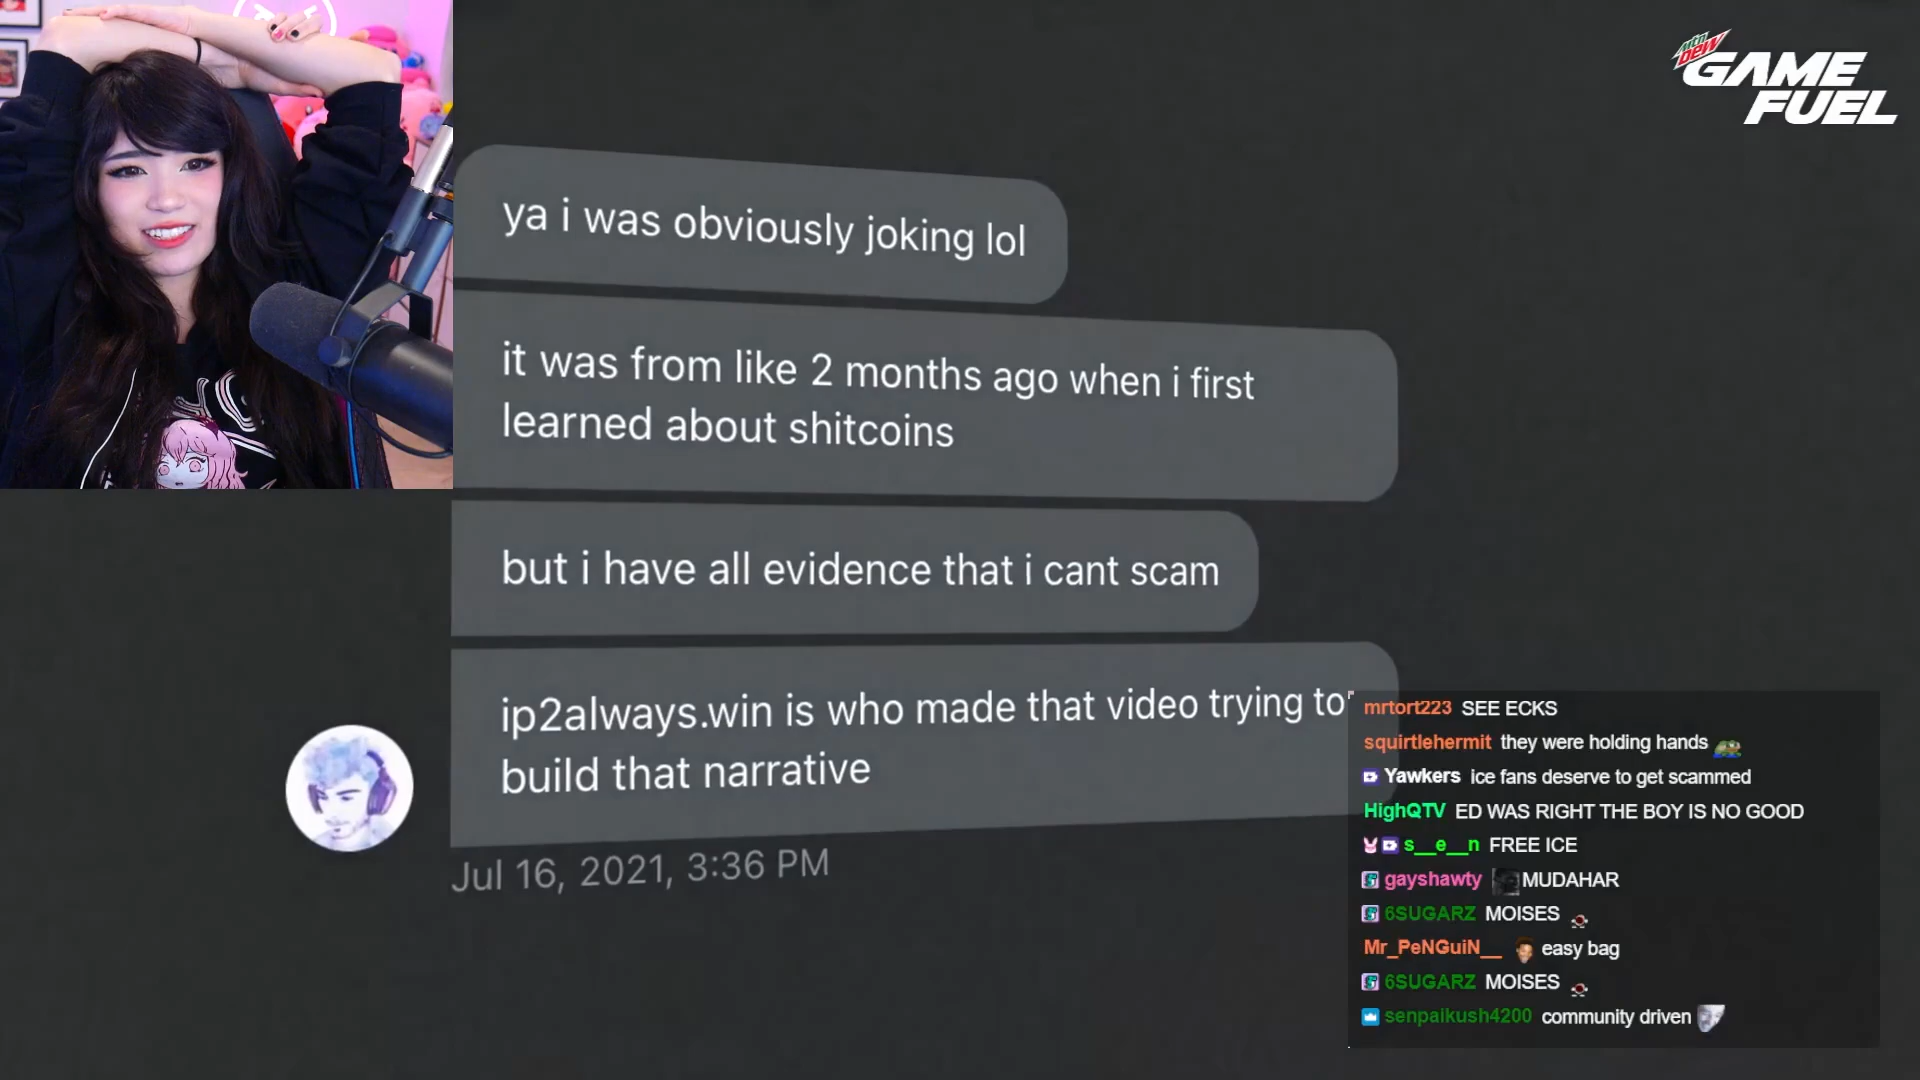 Mtn
DEW
GAME
FUEL
ya i was obviously joking lol
it was from like 2 months ago when i first
learned about shitcoins
but i have all evidence that i cant scam
ip2always.win is who made that video trying to
build that narrative
Jul 16, 2021, 3:36 PM
mrtort223 SEE ECKS
squirtlehermit they were holding hands
Yawkers ice fans deserve to get scammed
HighQTV ED WAS RIGHT THE BOY IS NO GOOD
s__e__n FREE ICE
gayshawty MUDAHAR
6SUGARZ MOISES
Mr_PeNGuiN__ easy bag
6SUGARZ MOISES
senpaikush4200 community driven